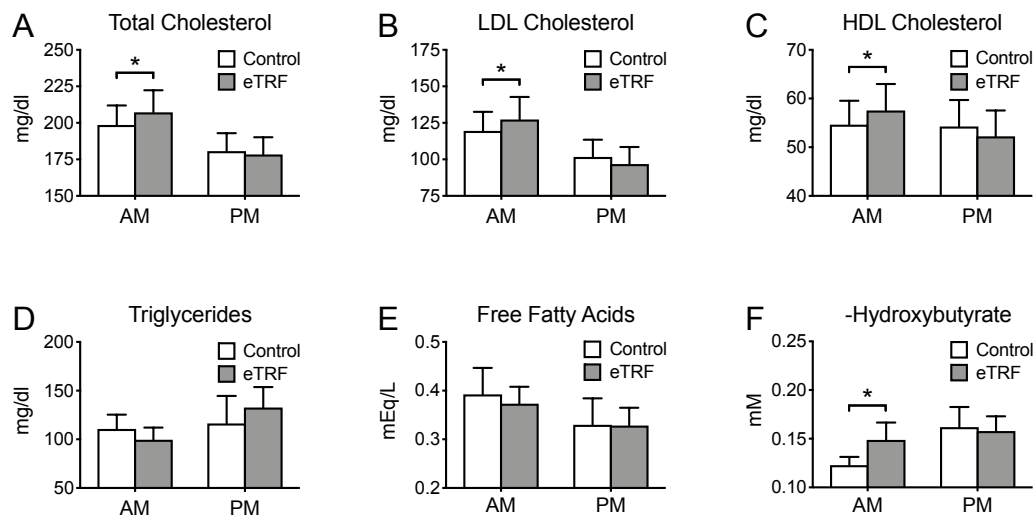 A Total Cholesterol
250
225
200
175
150
mg/dl
*
Control
eTRF
AM PM
B LDL Cholesterol
175
150
125
100
75
mg/dl
*
Control
eTRF
AM PM
C HDL Cholesterol
70
60
50
40
mg/dl
*
Control
eTRF
AM PM
D Triglycerides
200
150
100
50
mg/dl
Control
eTRF
AM PM
E Free Fatty Acids
0.5
0.4
0.3
0.2
mEq/L
Control
eTRF
AM PM
F -Hydroxybutyrate
0.25
0.20
0.15
0.10
mM
*
Control
eTRF
AM PM